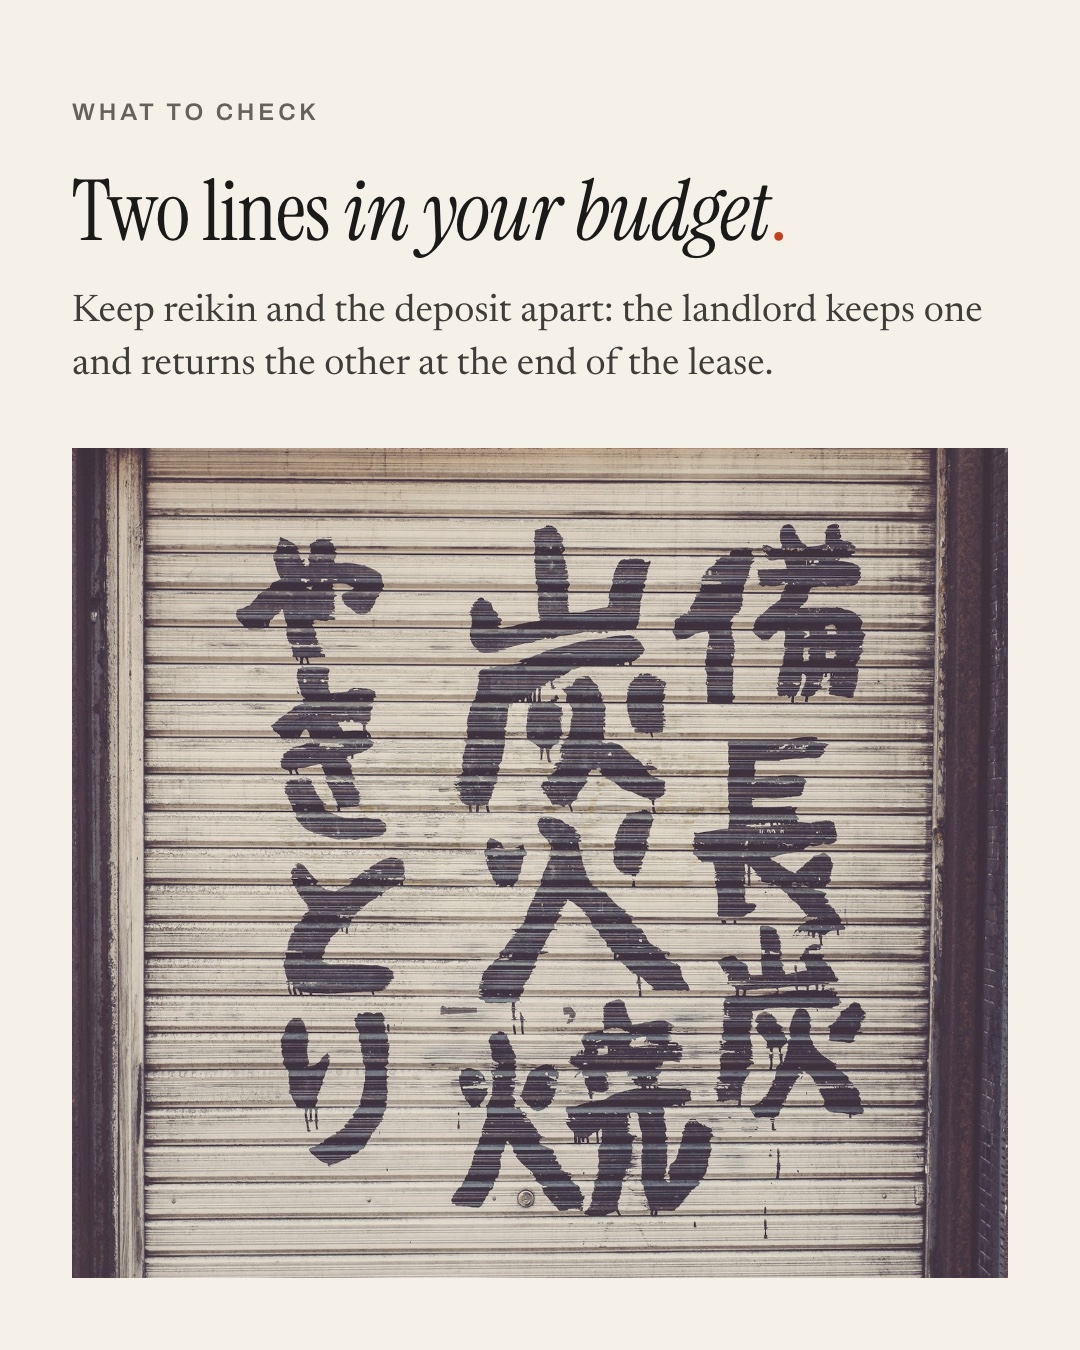 WHAT TO CHECK
Two lines in your budget.
Keep reikin and the deposit apart: the landlord keeps one
and returns the other at the end of the lease.
備長炭
炭火焼
やきとり